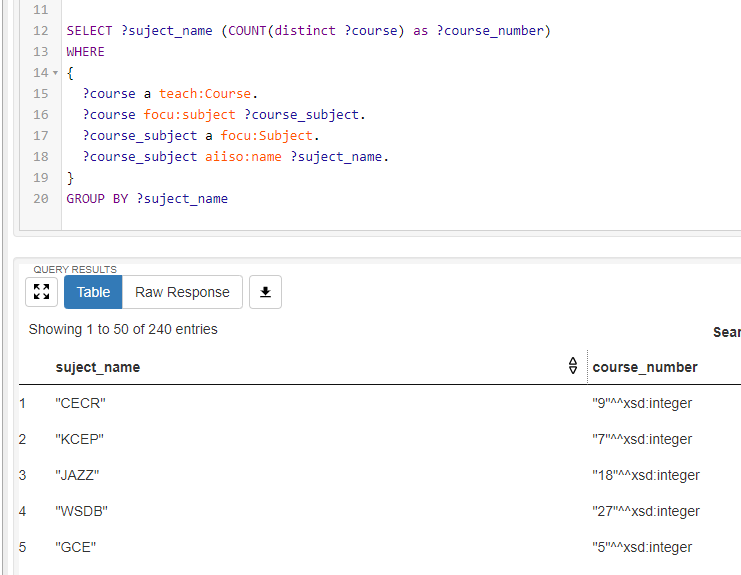 11
12 SELECT ?suject_name (COUNT(distinct ?course) as ?course_number)
13 WHERE
14 {
15 ?course a teach:Course.
16 ?course focu:subject ?course_subject.
17 ?course_subject a focu:Subject.
18 ?course_subject aiiso:name ?suject_name.
19 }
20 GROUP BY ?suject_name
QUERY RESULTS
Table Raw Response
Showing 1 to 50 of 240 entries
Sear
suject_name course_number
1 "CECR" "9"^^xsd:integer
2 "KCEP" "7"^^xsd:integer
3 "JAZZ" "18"^^xsd:integer
4 "WSDB" "27"^^xsd:integer
5 "GCE" "5"^^xsd:integer